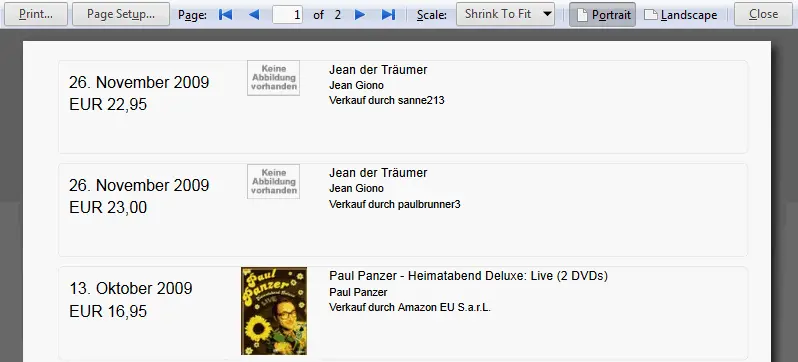 Print... Page Setup... Page: 1 of 2 Scale: Shrink To Fit Portrait Landscape Close
26. November 2009
EUR 22,95
Keine
Abbildung
vorhanden
Jean der Träumer
Jean Giono
Verkauf durch sanne213
26. November 2009
EUR 23,00
Keine
Abbildung
vorhanden
Jean der Träumer
Jean Giono
Verkauf durch paulbrunner3
13. Oktober 2009
EUR 16,95
Paul
Panzer
LIVE
Paul Panzer - Heimatabend Deluxe: Live (2 DVDs)
Paul Panzer
Verkauf durch Amazon EU S.a.r.L.